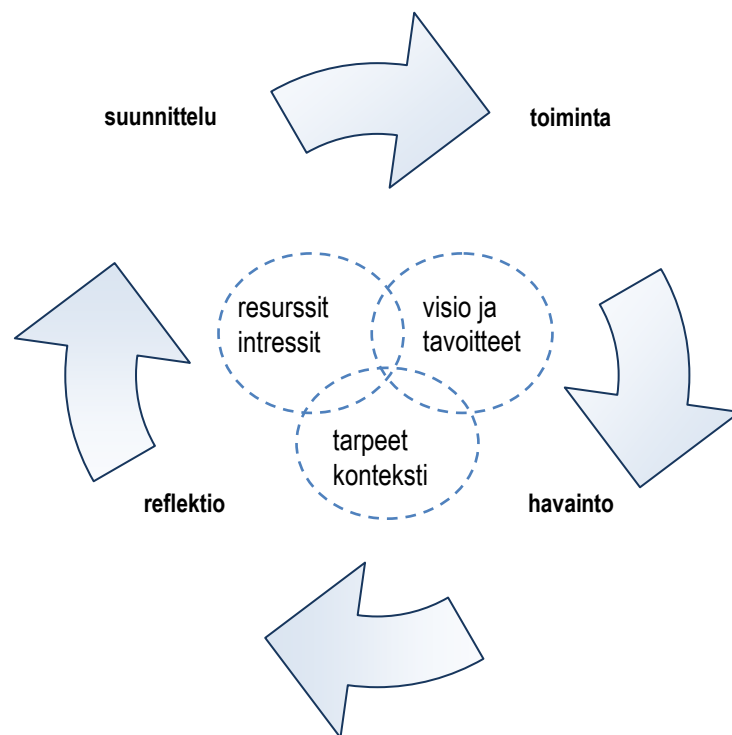 suunnittelu
toiminta
resurssit
intressit
visio ja
tavoitteet
tarpeet
konteksti
reflektio
havainto